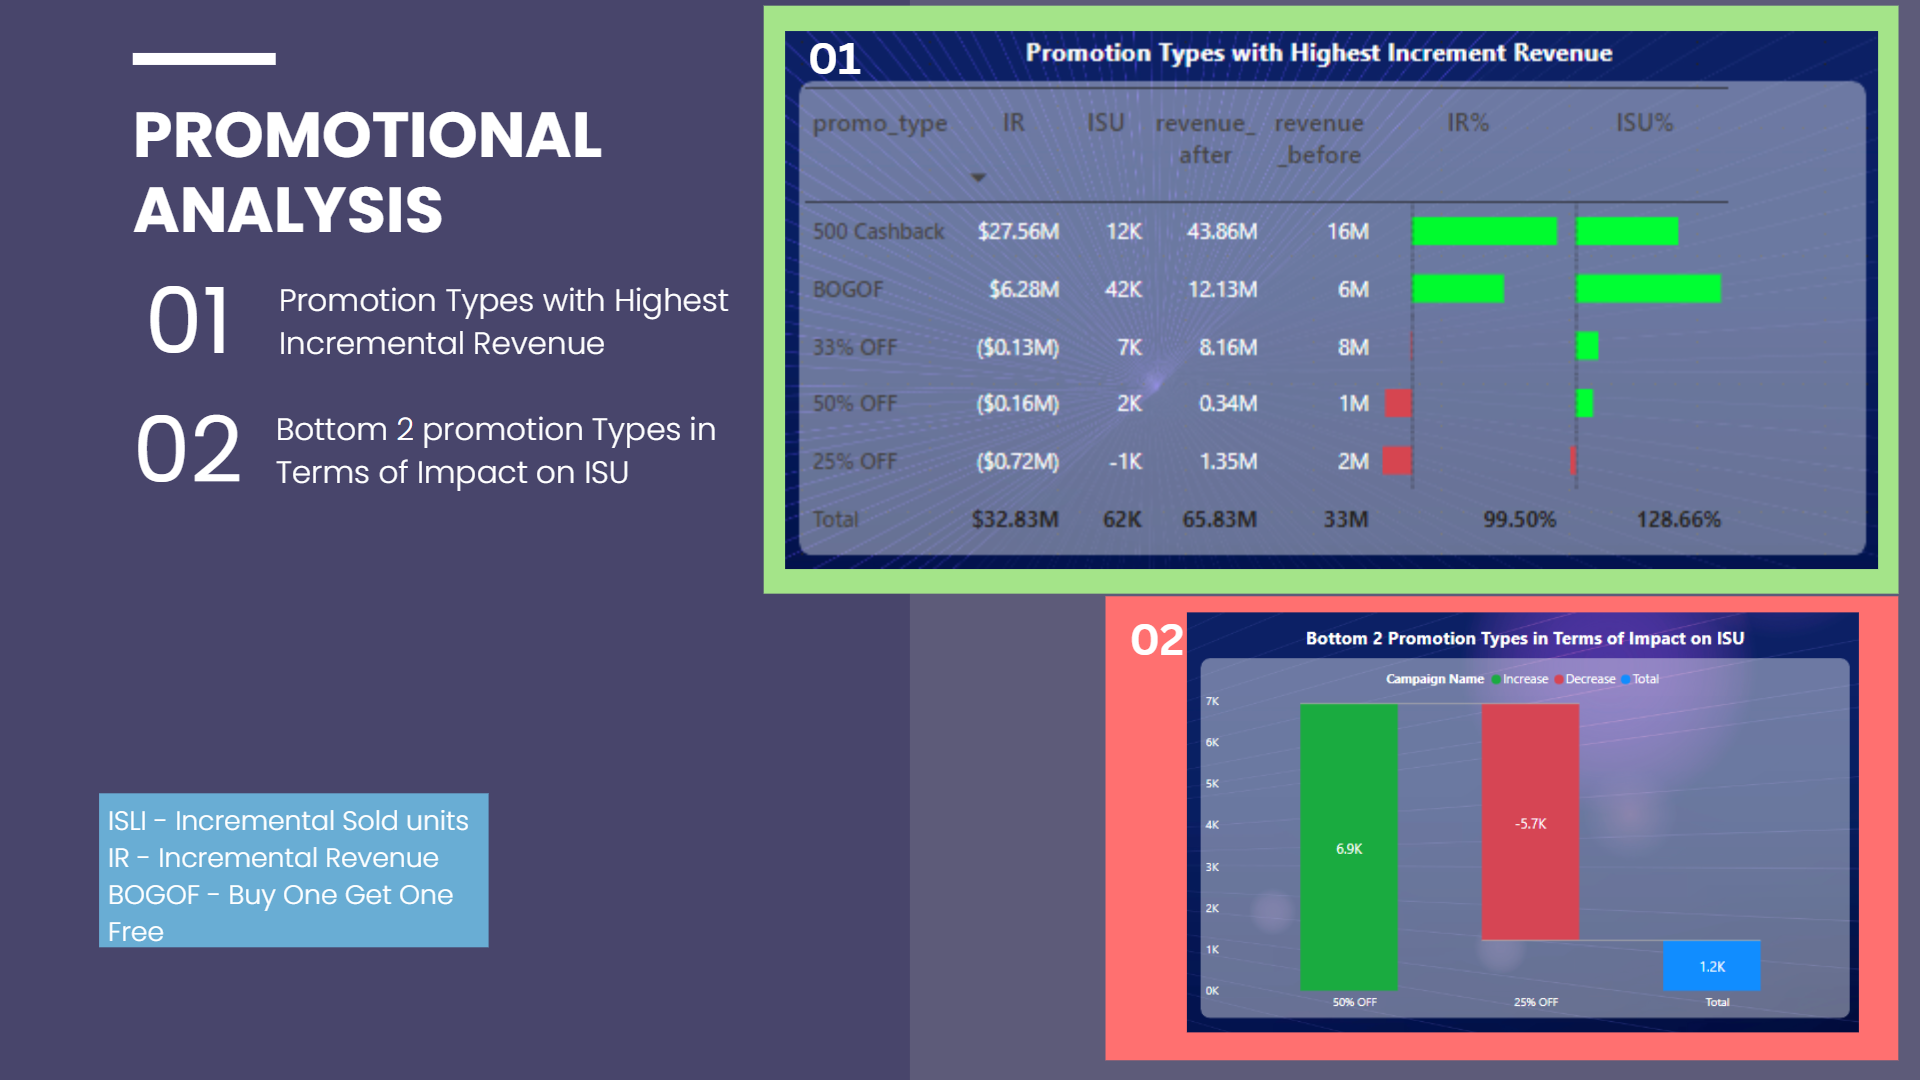 PROMOTIONAL
ANALYSIS
01
Promotion Types with Highest
Incremental Revenue
02
Bottom 2 promotion Types in
Terms of Impact on ISU
ISLI - Incremental Sold units
IR - Incremental Revenue
BOGOF - Buy One Get One
Free
01
Promotion Types with Highest Increment Revenue
promo_type IR ISU revenue_ revenue IR% ISU%
after _before
500 Cashback $27.56M 12K 43.86M 16M
BOGOF $6.28M 42K 12.13M 6M
33% OFF ($0.13M) 7K 8.16M 8M
50% OFF ($0.16M) 2K 0.34M 1M
25% OFF ($0.72M) -1K 1.35M 2M
Total $32.83M 62K 65.83M 33M 99.50% 128.66%
02
Bottom 2 Promotion Types in Terms of Impact on ISU
Campaign Name Increase Decrease Total
7K
6K
5K
4K
3K
2K
1K
0K
6.9K
-5.7K
1.2K
50% OFF 25% OFF Total